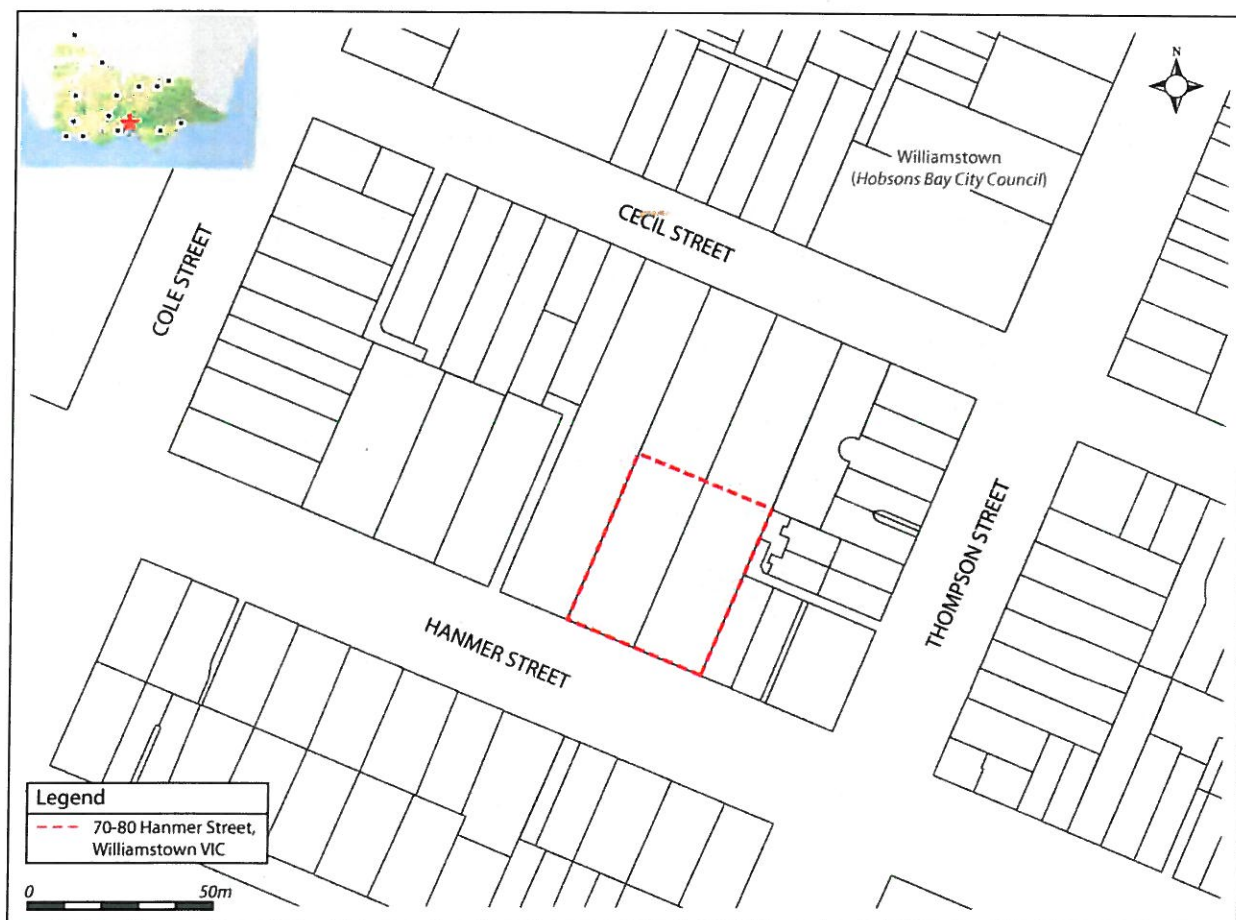 N
Williamstown
(Hobsons Bay City Council)
CECIL STREET
COLE STREET
THOMPSON STREET
HANMER STREET
Legend
70-80 Hanmer Street,
Williamstown VIC
0 50m